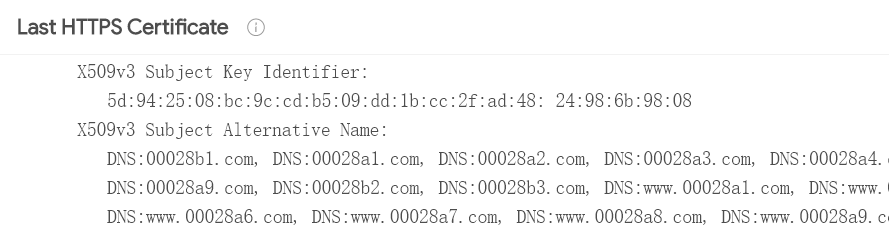 Last HTTPS Certificate
X509v3 Subject Key Identifier:
5d:94:25:08:bc:9c:cd:b5:09:dd:1b:cc:2f:ad:48: 24:98:6b:98:08
X509v3 Subject Alternative Name:
DNS:00028b1.com, DNS:00028a1.com, DNS:00028a2.com, DNS:00028a3.com, DNS:00028a4.
DNS:00028a9.com, DNS:00028b2.com, DNS:00028b3.com, DNS:www.00028a1.com, DNS:www.
DNS:www.00028a6.com, DNS:www.00028a7.com, DNS:www.00028a8.com, DNS:www.00028a9.c